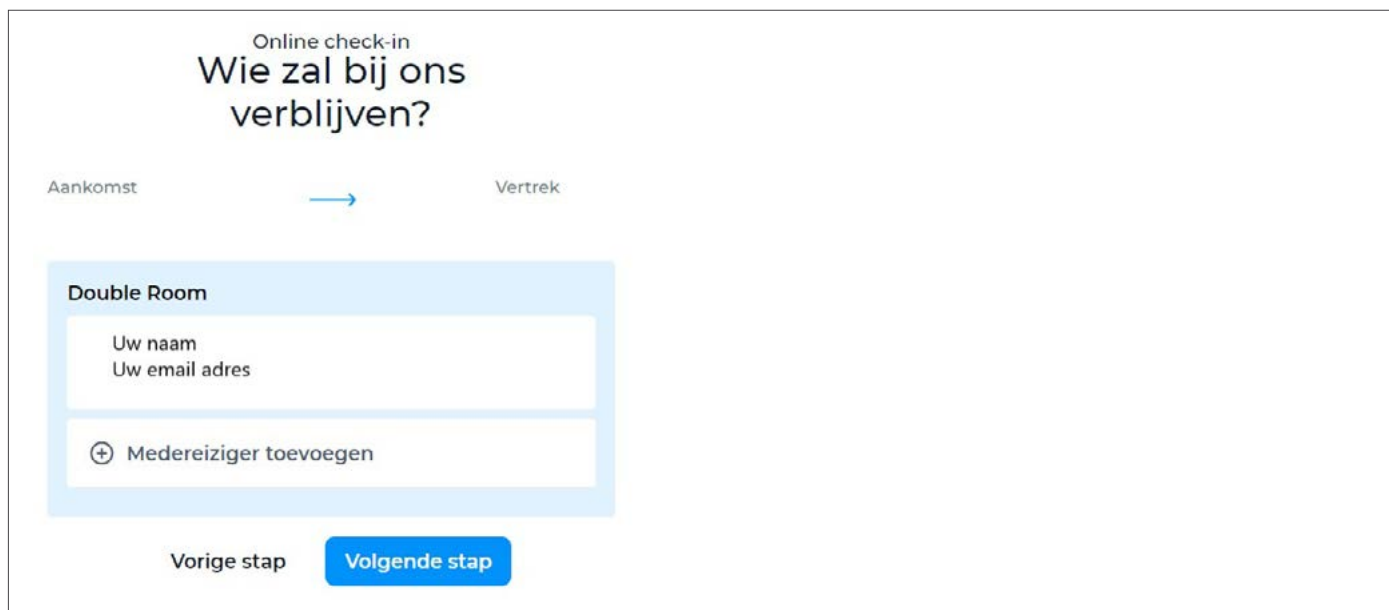 Online check-in
Wie zal bij ons
verblijven?
Aankomst
Vertrek
Double Room
Uw naam
Uw email adres
Medereiziger toevoegen
Vorige stap
Volgende stap